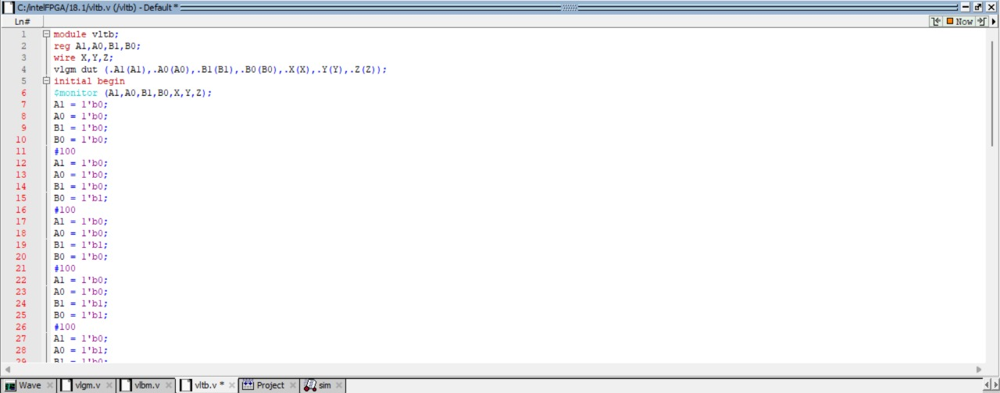 C:/intelFPGA/18.1/vltb.v (/vltb) - Default *
Ln#
Now
1 module vltb;
2 reg A1,A0,B1,B0;
3 wire X,Y,Z;
4 vlgm dut (.A1(A1),.A0(A0),.B1(B1),.B0(B0),.X(X),.Y(Y),.Z(Z));
5 initial begin
6 $monitor (A1,A0,B1,B0,X,Y,Z);
7 A1 = 1'b0;
8 A0 = 1'b0;
9 B1 = 1'b0;
10 B0 = 1'b0;
11 #100
12 A1 = 1'b0;
13 A0 = 1'b0;
14 B1 = 1'b0;
15 B0 = 1'b1;
16 #100
17 A1 = 1'b0;
18 A0 = 1'b0;
19 B1 = 1'b1;
20 B0 = 1'b0;
21 #100
22 A1 = 1'b0;
23 A0 = 1'b0;
24 B1 = 1'b1;
25 B0 = 1'b1;
26 #100
27 A1 = 1'b0;
28 A0 = 1'b1;
29 B1 = 1'b0;
Wave vlgm.v vlbm.v vltb.v * Project sim